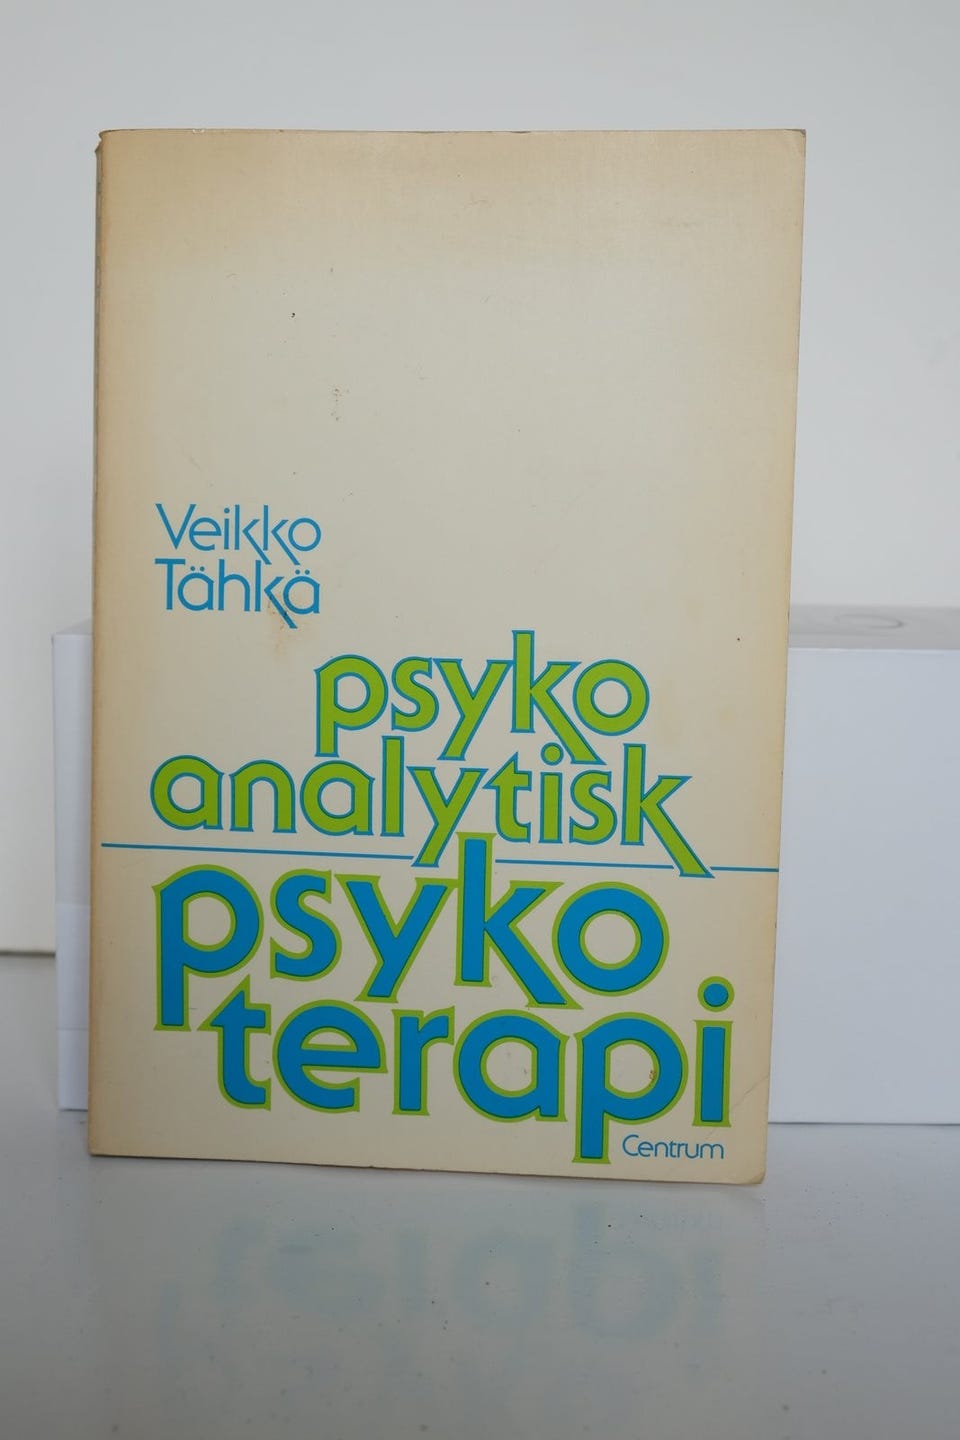 Veikko
Tähkä
psyko
analytisk
psyko
terapi
Centrum